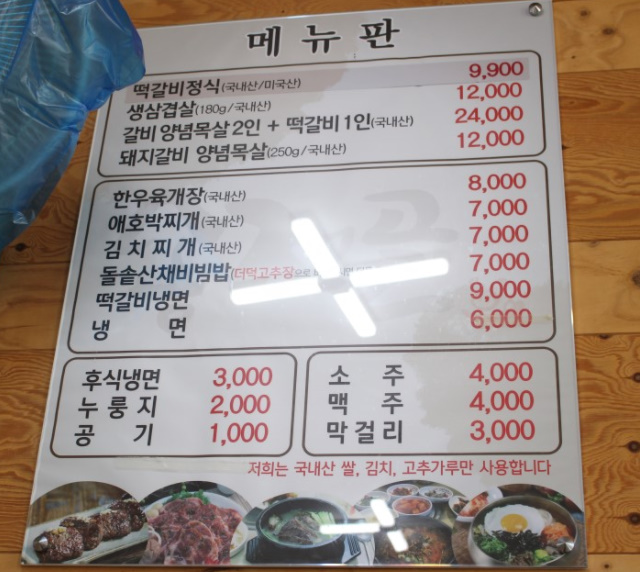 메뉴판
떡갈비정식(국내산/미국산) 9,900
생삼겹살(180g/국내산) 12,000
갈비 양념목살 2인 + 떡갈비 1인(국내산) 24,000
돼지갈비 양념목살(250g/국내산) 12,000
한우육개장(국내산) 8,000
애호박찌개(국내산) 7,000
김치찌개(국내산) 7,000
돌솥산채비빔밥(더덕고추장으로 7,000
떡갈비냉면 9,000
냉 면 6,000
후식냉면 3,000
누룽지 2,000
공 기 1,000
소 주 4,000
맥 주 4,000
막걸리 3,000
저희는 국내산 쌀, 김치, 고추가루만 사용합니다